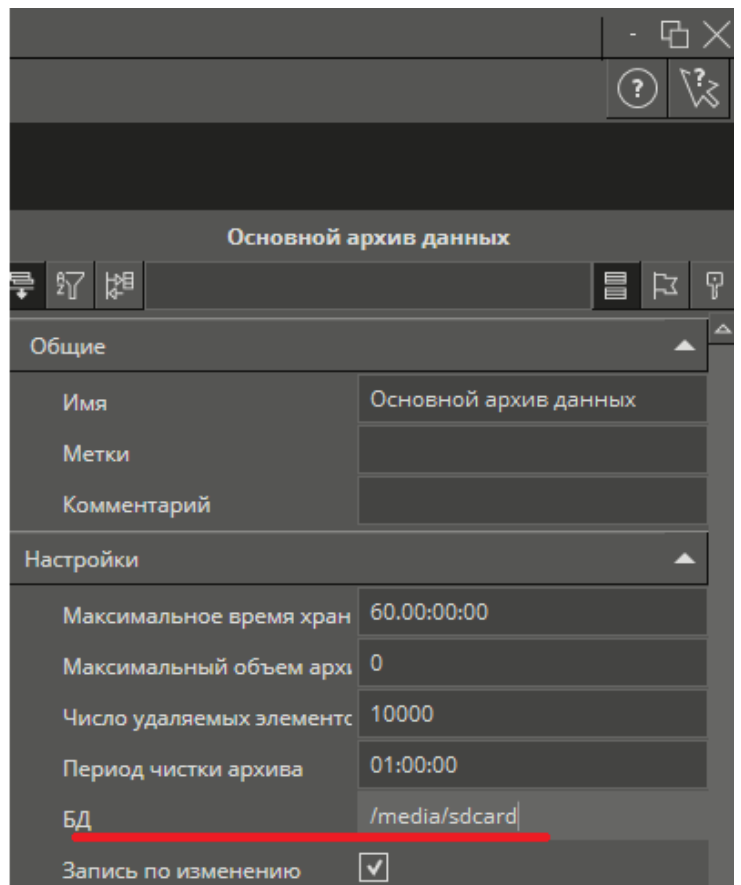 Основной архив данных
Общие
Имя Основной архив данных
Метки
Комментарий
Настройки
Максимальное время хран 60.00:00:00
Максимальный объем архи 0
Число удаляемых элементо 10000
Период чистки архива 01:00:00
БД /media/sdcard
Запись по изменению